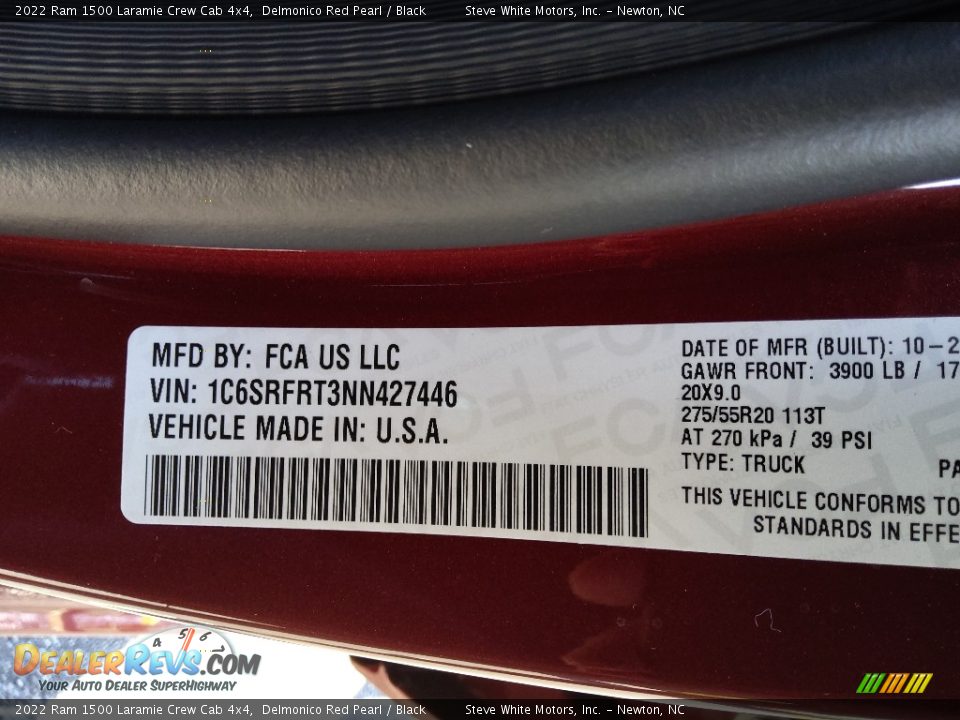 2022 Ram 1500 Laramie Crew Cab 4x4, Delmonico Red Pearl / Black Steve White Motors, Inc. - Newton, NC
MFD BY: FCA US LLC
VIN: 1C6SRFRT3NN427446
VEHICLE MADE IN: U.S.A.
DATE OF MFR (BUILT): 10-2
GAWR FRONT: 3900 LB / 17
20X9.0
275/55R20 113T
AT 270 kPa / 39 PSI
TYPE: TRUCK PA
THIS VEHICLE CONFORMS TO
STANDARDS IN EFFE
4 5 6
DealerRevs.com
Your Auto Dealer SuperHighway
2022 Ram 1500 Laramie Crew Cab 4x4, Delmonico Red Pearl / Black Steve White Motors, Inc. - Newton, NC